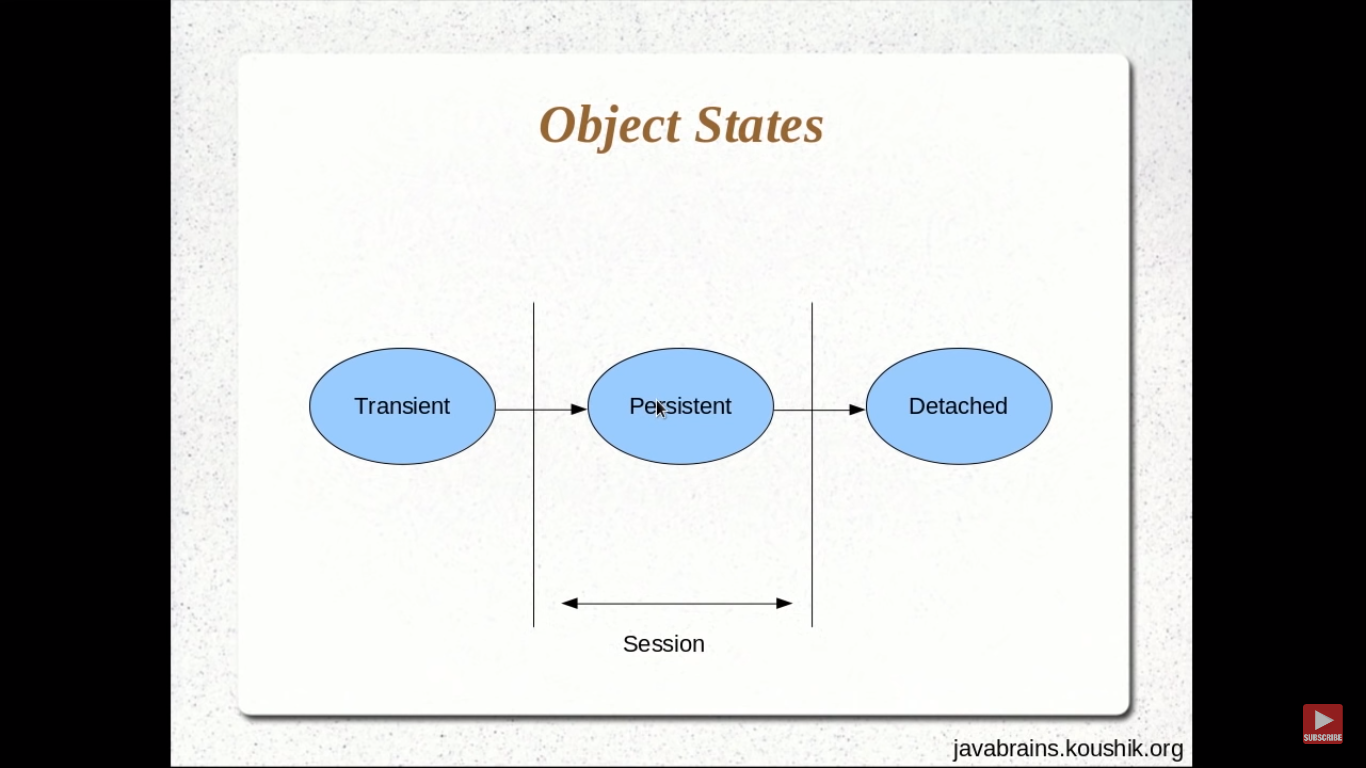 Object States
Transient
Persistent
Detached
Session
SUBSCRIBE
javabrains.koushik.org